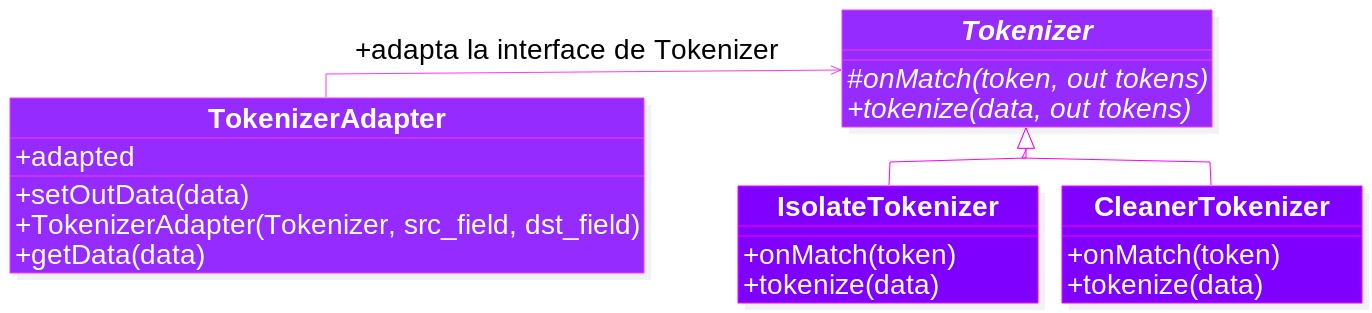 +adapta la interface de Tokenizer
Tokenizer
#onMatch(token, out tokens)
+tokenize(data, out tokens)
TokenizerAdapter
+adapted
+setOutData(data)
+TokenizerAdapter(Tokenizer, src_field, dst_field)
+getData(data)
IsolateTokenizer
+onMatch(token)
+tokenize(data)
CleanerTokenizer
+onMatch(token)
+tokenize(data)